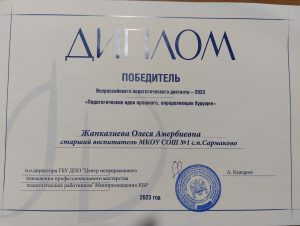 ДИПЛОМ
ПОБЕДИТЕЛЬ
Всероссийского педагогического диктанта – 2023
«Педагогические идеи прошлого, определяющие будущее»
Жанказиева Олеся Амербиевна
старший воспитатель МКОУ СОШ №1 с.п.Сармаково
и.о.директора ГБУ ДПО "Центр непрерывного
повышения профессионального мастерства
педагогических работников" Минпросвещения КБР
А. Кажаров
2023 год